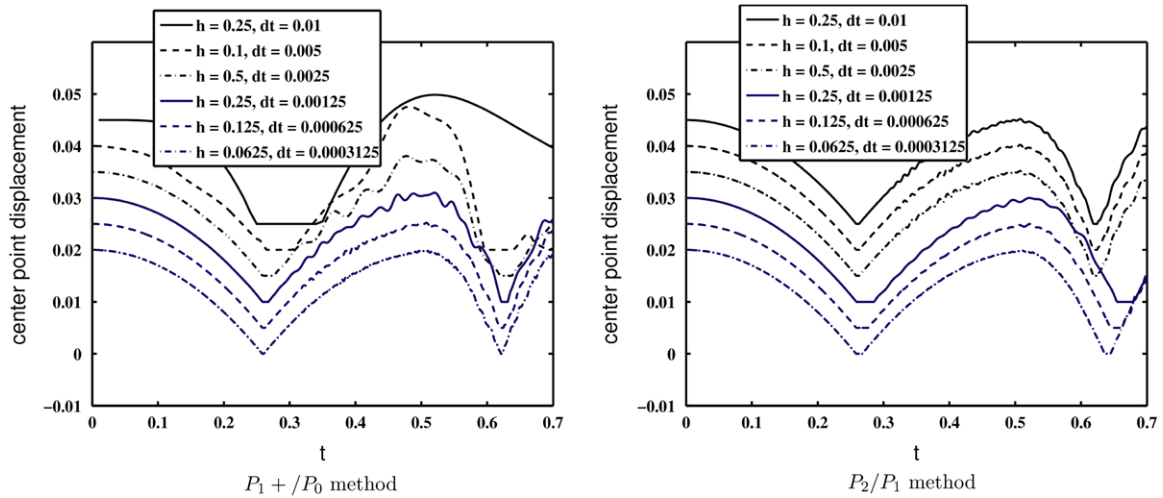 h = 0.25, dt = 0.01
h = 0.1, dt = 0.005
h = 0.5, dt = 0.0025
h = 0.25, dt = 0.00125
h = 0.125, dt = 0.000625
h = 0.0625, dt = 0.0003125
center point displacement
0.05
0.04
0.03
0.02
0.01
0
−0.01
0 0.1 0.2 0.3 0.4 0.5 0.6 0.7
t
P₁ + /P₀ method
h = 0.25, dt = 0.01
h = 0.1, dt = 0.005
h = 0.5, dt = 0.0025
h = 0.25, dt = 0.00125
h = 0.125, dt = 0.000625
h = 0.0625, dt = 0.0003125
center point displacement
0.05
0.04
0.03
0.02
0.01
0
−0.01
0 0.1 0.2 0.3 0.4 0.5 0.6 0.7
t
P₂/P₁ method